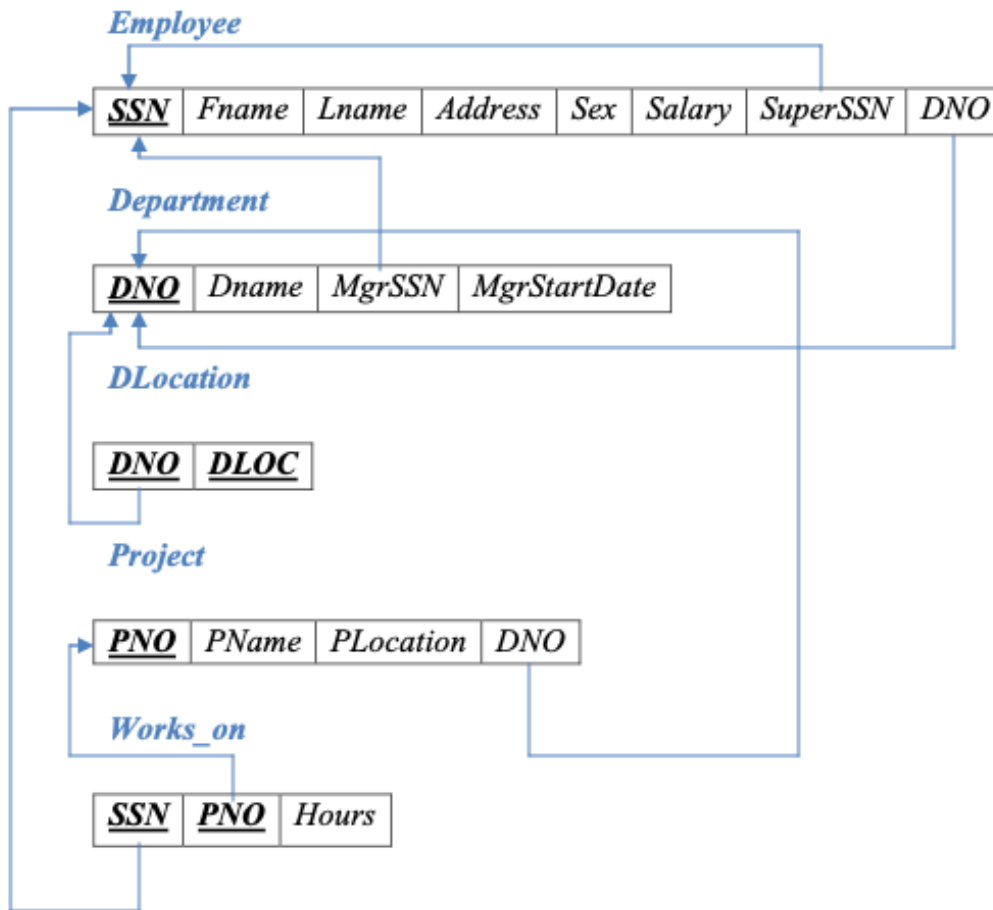 Employee
SSN Fname Lname Address Sex Salary SuperSSN DNO
Department
DNO Dname MgrSSN MgrStartDate
DLocation
DNO DLOC
Project
PNO PName PLocation DNO
Works_on
SSN PNO Hours